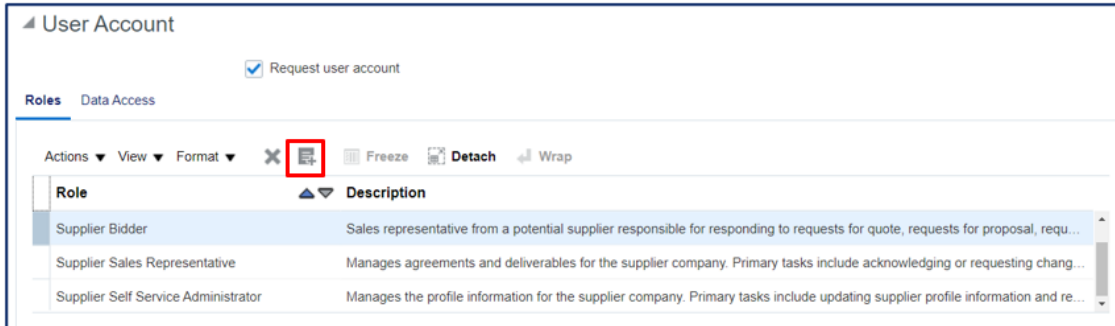 User Account
Request user account
Roles Data Access
Actions View Format Freeze Detach Wrap
Role Description
Supplier Bidder Sales representative from a potential supplier responsible for responding to requests for quote, requests for proposal, requ...
Supplier Sales Representative Manages agreements and deliverables for the supplier company. Primary tasks include acknowledging or requesting chang...
Supplier Self Service Administrator Manages the profile information for the supplier company. Primary tasks include updating supplier profile information and re...